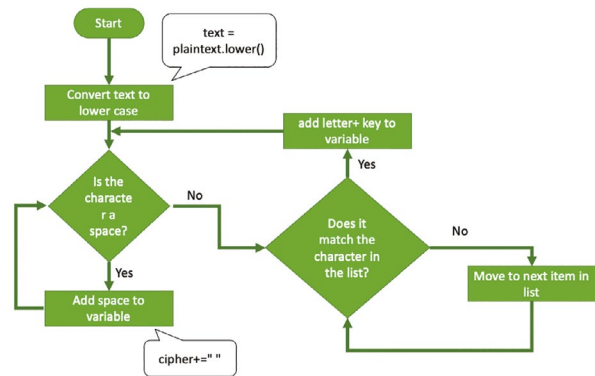 Start
text =
plaintext.lower()
Convert text to
lower case
add letter+ key to
variable
Yes
Is the
characte
r a
space?
No
Does it
match the
character in
the list?
No
Move to next item in
list
Yes
Add space to
variable
cipher+=" "